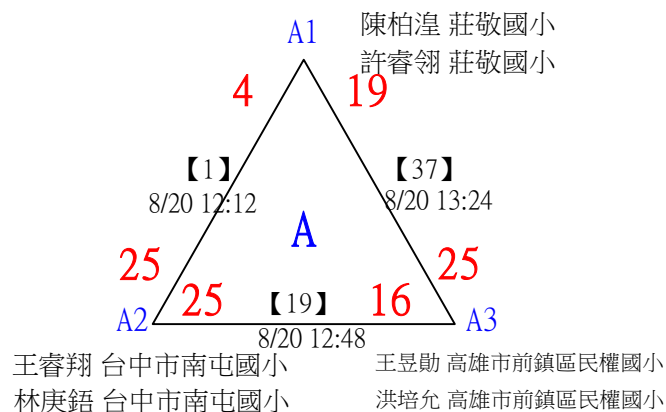 A1
陳柏湟 莊敬國小
許睿翎 莊敬國小
4
19
【1】
8/20 12:12
【37】
8/20 13:24
A
25
25
【19】
16
25
A2
8/20 12:48
A3
王睿翔 台中市南屯國小
林庚鋙 台中市南屯國小
王昱勛 高雄市前鎮區民權國小
洪培允 高雄市前鎮區民權國小